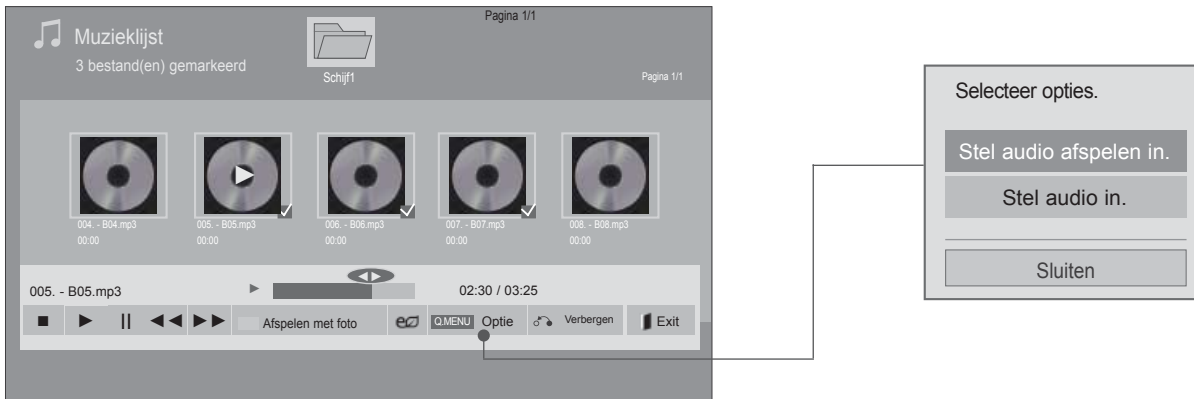 Pagina 1/1
Muzieklijst
3 bestand(en) gemarkeerd
Schijf1
Pagina 1/1
004. - B04.mp3
00:00
005. - B05.mp3
00:00
006. - B06.mp3
00:00
007. - B07.mp3
00:00
008. - B08.mp3
00:00
005. - B05.mp3
02:30 / 03:25
Afspelen met foto
Q.MENU Optie
Verbergen
Exit
Selecteer opties.
Stel audio afspelen in.
Stel audio in.
Sluiten